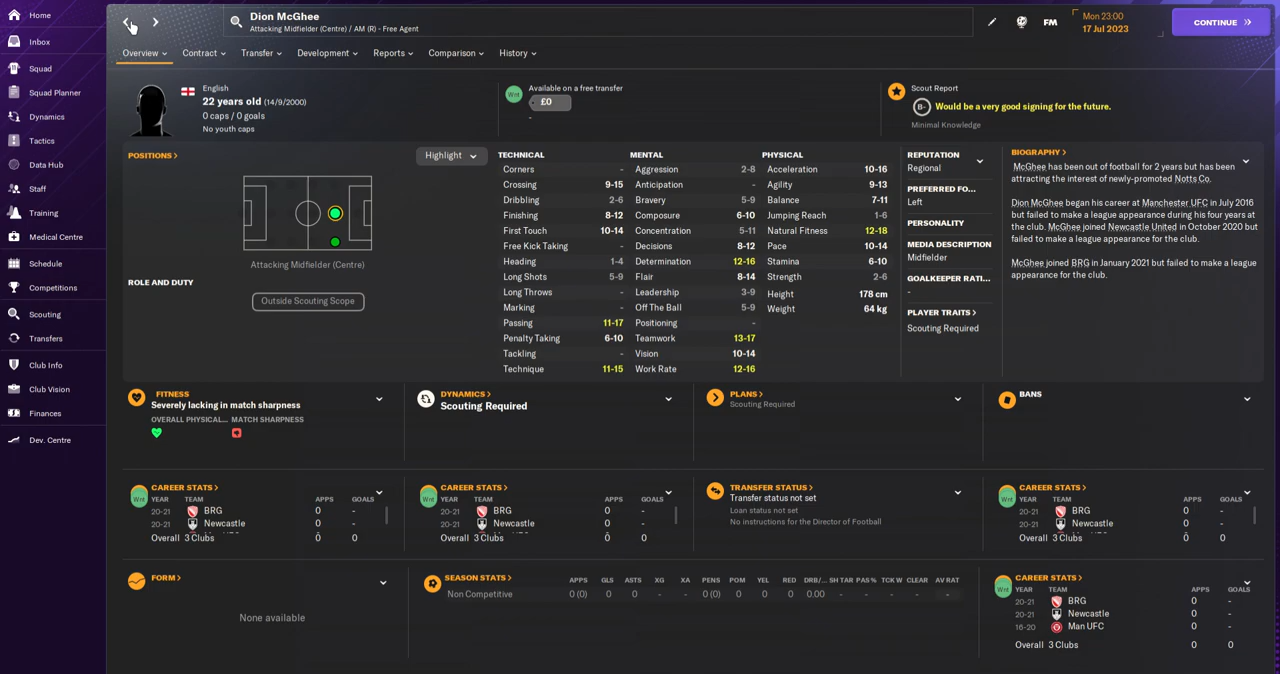 Home
Inbox
Squad
Squad Planner
Dynamics
Tactics
Data Hub
Staff
Training
Medical Centre
Schedule
Competitions
Scouting
Transfers
Club Info
Club Vision
Finances
Dev. Centre
Dion McGhee
Attacking Midfielder (Centre) / AM (R) - Free Agent
FM
Mon 23:00
17 Jul 2023
CONTINUE
Overview Contract Transfer Development Reports Comparison History
English
22 years old (14/9/2000)
0 caps / 0 goals
No youth caps
Wnt
Available on a free transfer
£0
-
Scout Report
B- Would be a very good signing for the future.
Minimal Knowledge
POSITIONS
Highlight
Attacking Midfielder (Centre)
ROLE AND DUTY
Outside Scouting Scope
TECHNICAL
Corners -
Crossing 9-15
Dribbling 2-6
Finishing 8-12
First Touch 10-14
Free Kick Taking -
Heading 1-4
Long Shots 5-9
Long Throws -
Marking -
Passing 11-17
Penalty Taking 6-10
Tackling -
Technique 11-15
MENTAL
Aggression 2-8
Anticipation -
Bravery 5-9
Composure 6-10
Concentration 5-11
Decisions 8-12
Determination 12-16
Flair 8-14
Leadership 3-9
Off The Ball 5-9
Positioning -
Teamwork 13-17
Vision 10-14
Work Rate 12-16
PHYSICAL
Acceleration 10-16
Agility 9-13
Balance 7-11
Jumping Reach 1-6
Natural Fitness 12-18
Pace 10-14
Stamina 6-10
Strength 2-6
Height 178 cm
Weight 64 kg
REPUTATION
Regional
PREFERRED FO...
Left
PERSONALITY
MEDIA DESCRIPTION
Midfielder
GOALKEEPER RATI...
-
PLAYER TRAITS
Scouting Required
BIOGRAPHY
McGhee has been out of football for 2 years but has been
attracting the interest of newly-promoted Notts Co.
Dion McGhee began his career at Manchester UFC in July 2016
but failed to make a league appearance during his four years at
the club. McGhee joined Newcastle United in October 2020 but
failed to make a league appearance for the club.
McGhee joined BRG in January 2021 but failed to make a league
appearance for the club.
FITNESS
Severely lacking in match sharpness
OVERALL PHYSICAL... MATCH SHARPNESS
DYNAMICS
Scouting Required
PLANS
Scouting Required
BANS
Wnt
CAREER STATS
YEAR TEAM APPS GOALS
20-21 BRG 0 -
20-21 Newcastle 0 -
Overall 3 Clubs 0 0
Wnt
CAREER STATS
YEAR TEAM APPS GOALS
20-21 BRG 0 -
20-21 Newcastle 0 -
Overall 3 Clubs 0 0
TRANSFER STATUS
Transfer status not set
Loan status not set
No instructions for the Director of Football
Wnt
CAREER STATS
YEAR TEAM APPS GOALS
20-21 BRG 0 -
20-21 Newcastle 0 -
Overall 3 Clubs 0 0
FORM
None available
SEASON STATS
APPS GLS ASTS XG XA PENS POM YEL RED DRB/... SH TAR PAS% TCK W CLEAR AV RAT
Non Competitive 0 (0) 0 0 - - 0 (0) 0 0 0 0.00 - - - - -
Wnt
CAREER STATS
YEAR TEAM APPS GOALS
20-21 BRG 0 -
20-21 Newcastle 0 -
16-20 Man UFC 0 -
Overall 3 Clubs 0 0